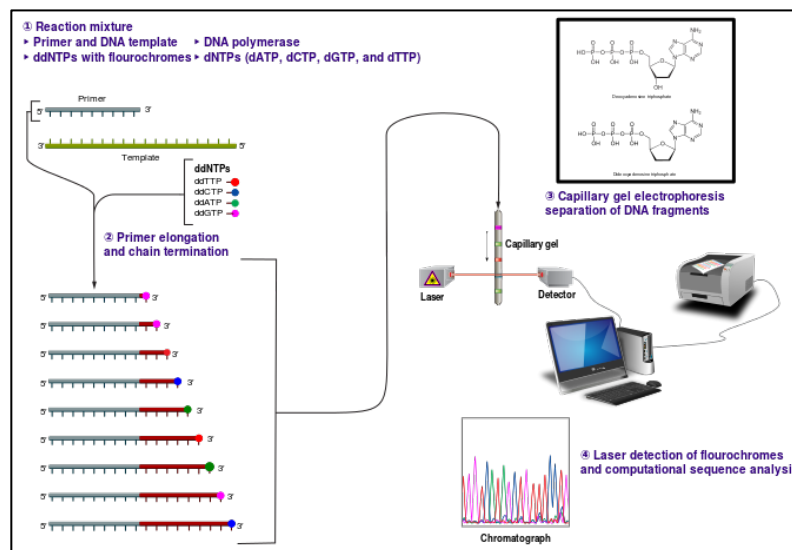 ① Reaction mixture
▸ Primer and DNA template ▸ DNA polymerase
▸ ddNTPs with flourochromes ▸ dNTPs (dATP, dCTP, dGTP, and dTTP)
Primer
5' 3'
3' 5'
Template
ddNTPs
ddTTP
ddCTP
ddATP
ddGTP
② Primer elongation
and chain termination
5' 3'
5' 3'
5' 3'
5' 3'
5' 3'
5' 3'
5' 3'
5' 3'
5' 3'
Capillary gel
Laser
Detector
NH₂
N
N
N
N
O O O
HO P O P O P O
OH OH OH
O
OH
triphosphate
NH₂
N
N
N
N
O O O
HO P O P O P O
OH OH OH
O
③ Capillary gel electrophoresis
separation of DNA fragments
④ Laser detection of flourochromes
and computational sequence analysis
Chromatograph